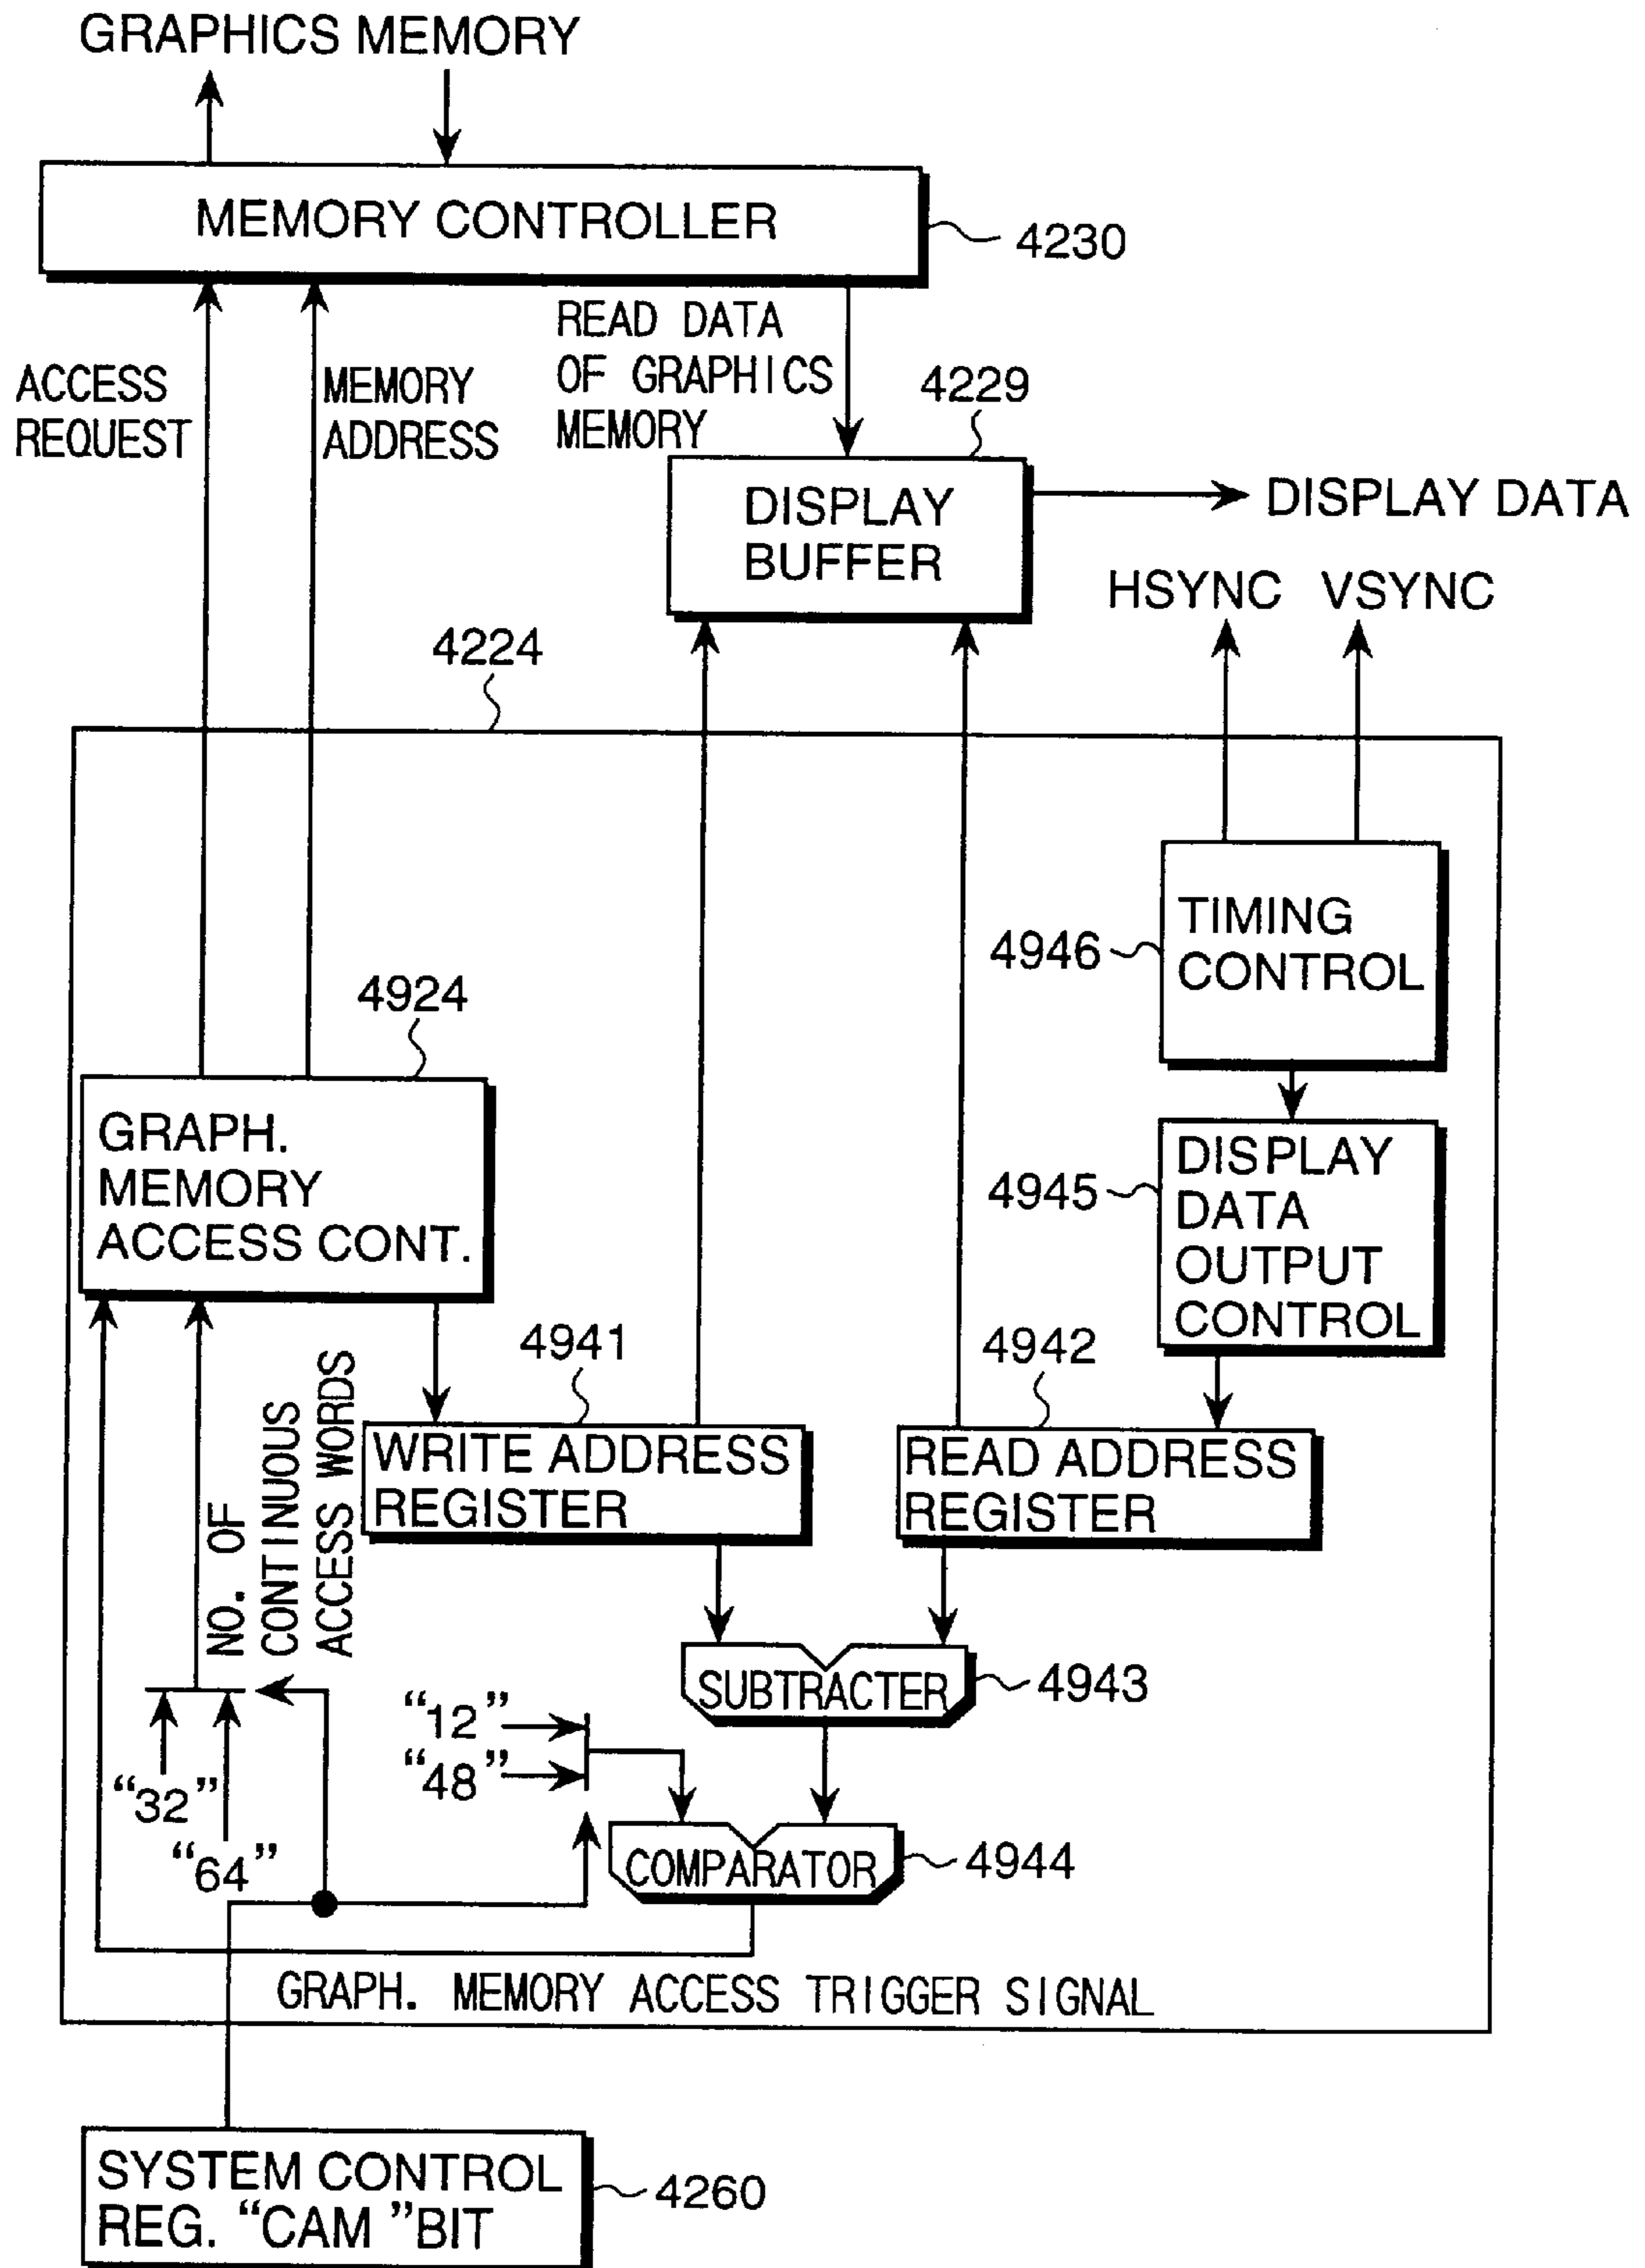 GRAPHICS MEMORY
MEMORY CONTROLLER
4230
ACCESS
REQUEST
MEMORY
ADDRESS
READ DATA
OF GRAPHICS
MEMORY
4229
DISPLAY
BUFFER
DISPLAY DATA
HSYNC
VSYNC
4224
TIMING
CONTROL
4946
4924
GRAPH.
MEMORY
ACCESS CONT.
DISPLAY
DATA
OUTPUT
CONTROL
4945
4941
4942
WRITE ADDRESS
REGISTER
READ ADDRESS
REGISTER
NO. OF
CONTINUOUS
ACCESS WORDS
SUBTRACTER
4943
“12”
“48”
“32”
“64”
COMPARATOR
4944
GRAPH. MEMORY ACCESS TRIGGER SIGNAL
SYSTEM CONTROL
REG. “CAM ”BIT
4260